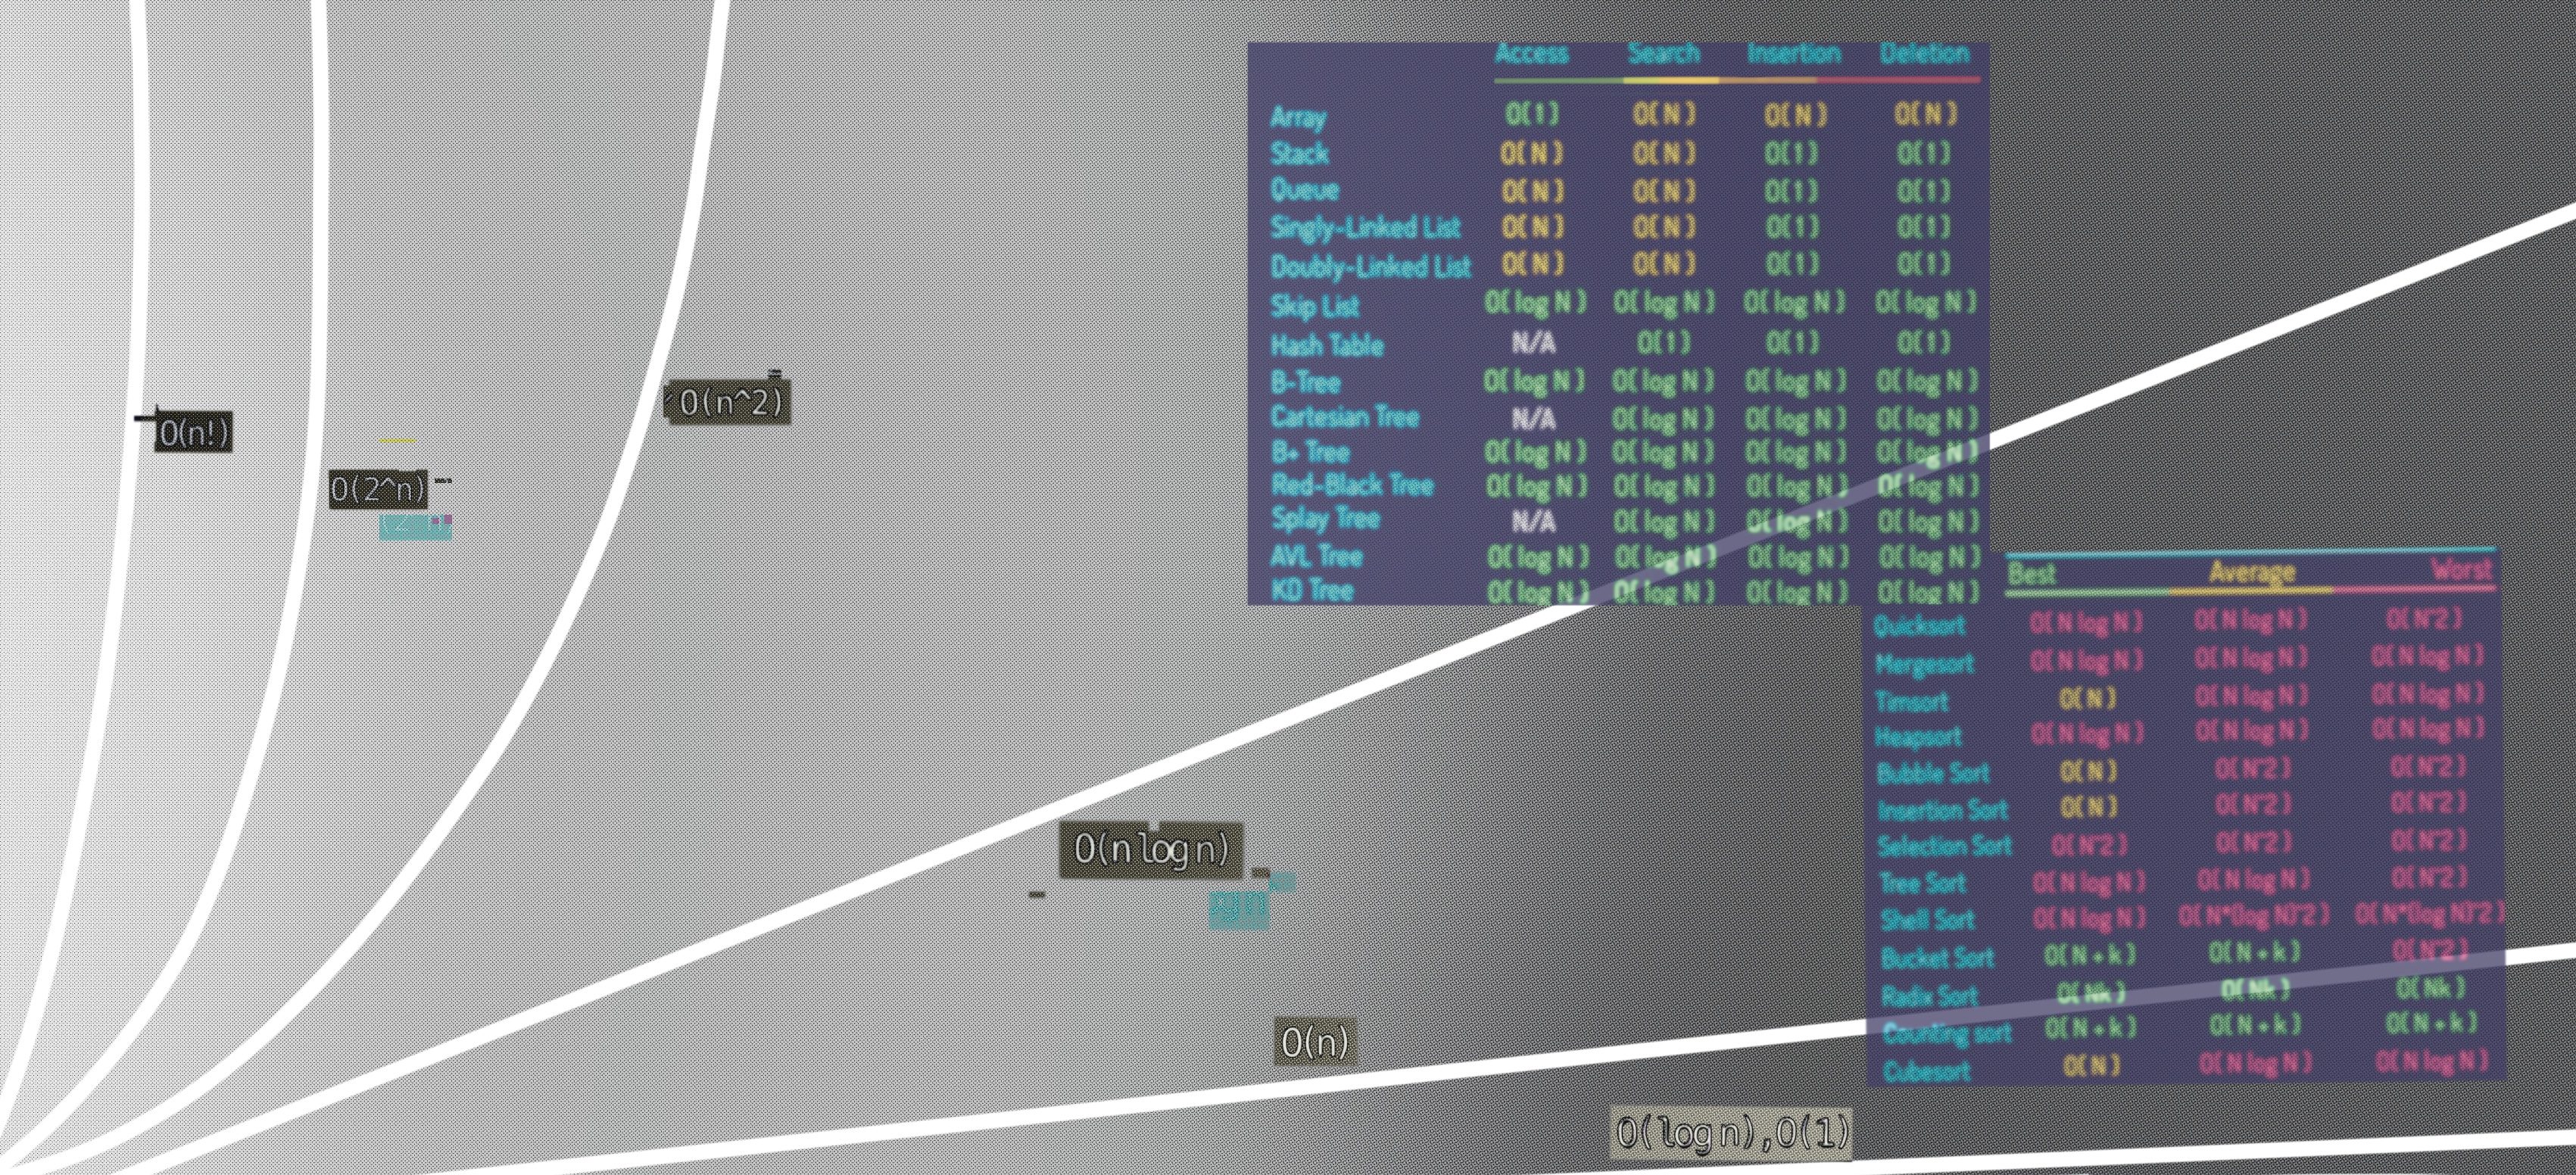 Access Search Insertion Deletion
Array O(1) O(N) O(N) O(N)
Stack O(N) O(N) O(1) O(1)
Queue O(N) O(N) O(1) O(1)
Singly-Linked List O(N) O(N) O(1) O(1)
Doubly-Linked List O(N) O(N) O(1) O(1)
Skip List O(log N) O(log N) O(log N) O(log N)
Hash Table N/A O(1) O(1) O(1)
B-Tree O(log N) O(log N) O(log N) O(log N)
Cartesian Tree N/A O(log N) O(log N) O(log N)
B+ Tree O(log N) O(log N) O(log N) O(log N)
Red-Black Tree O(log N) O(log N) O(log N) O(log N)
Splay Tree N/A O(log N) O(log N) O(log N)
AVL Tree O(log N) O(log N) O(log N) O(log N)
KD Tree O(log N) O(log N) O(log N) O(log N)
O(n!)
O(2^n)
O(n^2)
Best Average Worst
Quicksort O(N log N) O(N log N) O(N^2)
Mergesort O(N log N) O(N log N) O(N log N)
Timsort O(N) O(N log N) O(N log N)
Heapsort O(N log N) O(N log N) O(N log N)
Bubble Sort O(N) O(N^2) O(N^2)
Insertion Sort O(N) O(N^2) O(N^2)
Selection Sort O(N^2) O(N^2) O(N^2)
Tree Sort O(N log N) O(N log N) O(N^2)
Shell Sort O(N log N) O(N*(log N)^2) O(N*(log N)^2)
Bucket Sort O(N+k) O(N+k) O(N^2)
Radix Sort O(Nk) O(Nk) O(Nk)
Counting sort O(N+k) O(N+k) O(N+k)
Cubesort O(N) O(N log N) O(N log N)
O(n log n)
O(n)
O(log n),O(1)